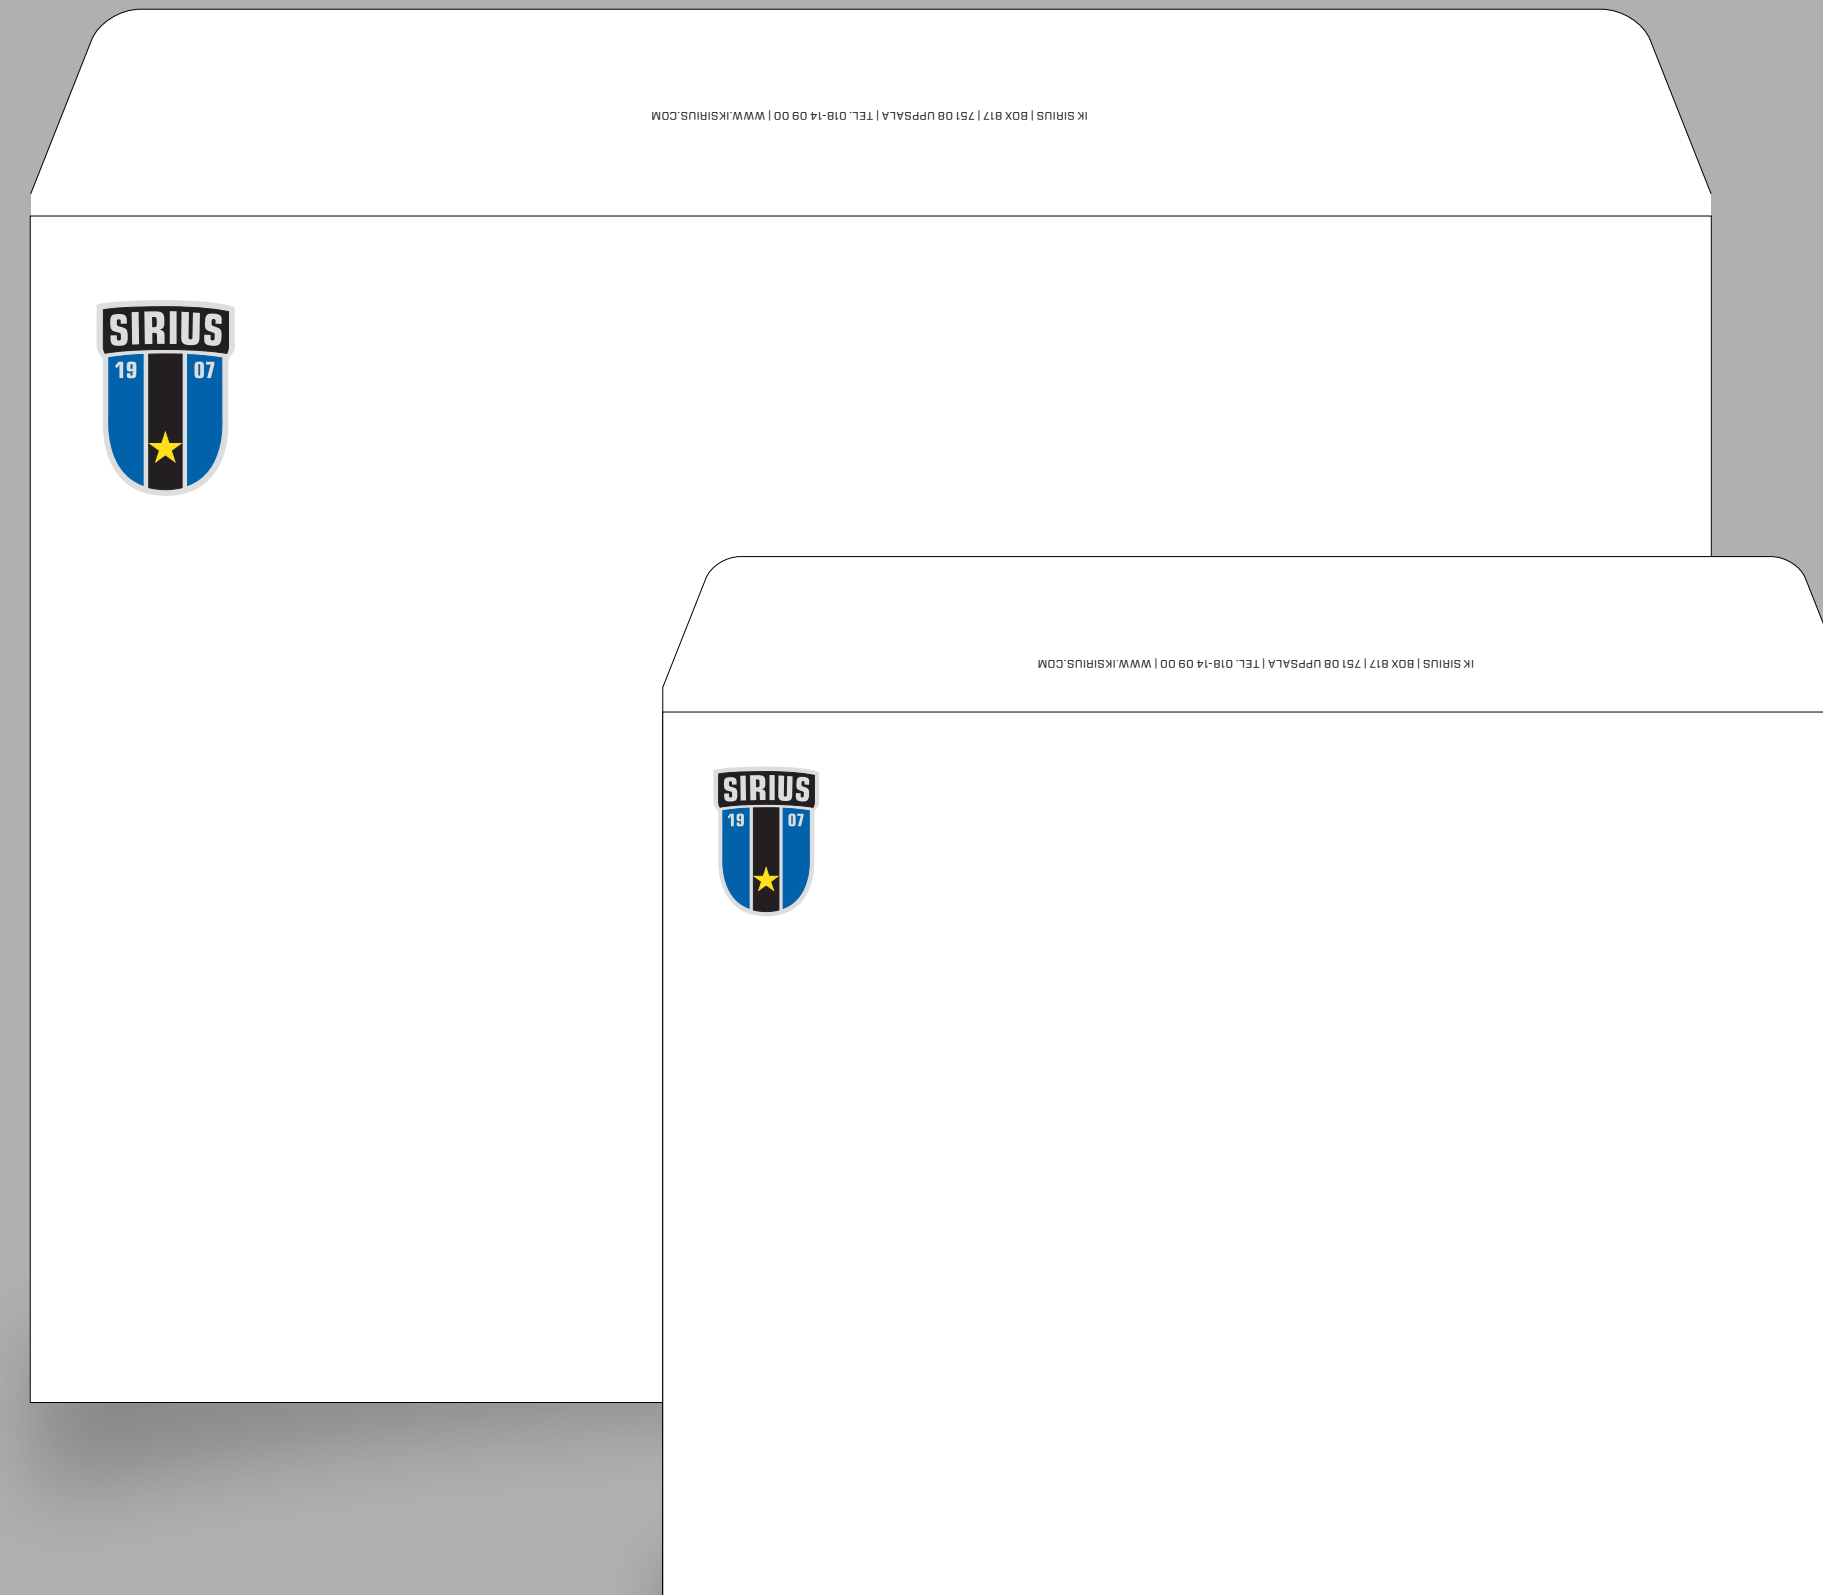 IK SIRIUS | BOX 817 | 751 08 UPPSALA | TEL. 018-14 09 00 | WWW.IKSIRIUS.COM
SIRIUS
19 07
IK SIRIUS | BOX 817 | 751 08 UPPSALA | TEL. 018-14 09 00 | WWW.IKSIRIUS.COM
SIRIUS
19 07